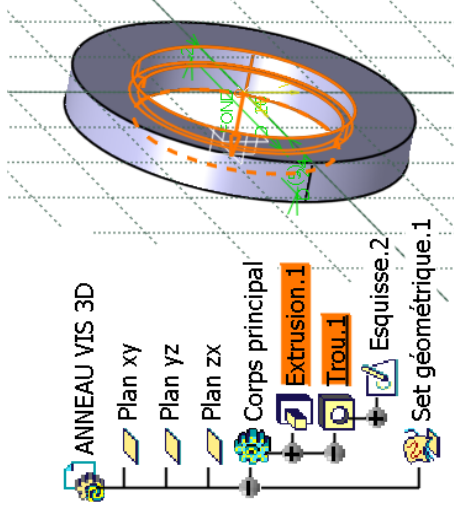 ANNEAU VIS 3D
Plan xy
Plan yz
Plan zx
Corps principal
Extrusion.1
Trou.1
Esquisse.2
Set géométrique.1